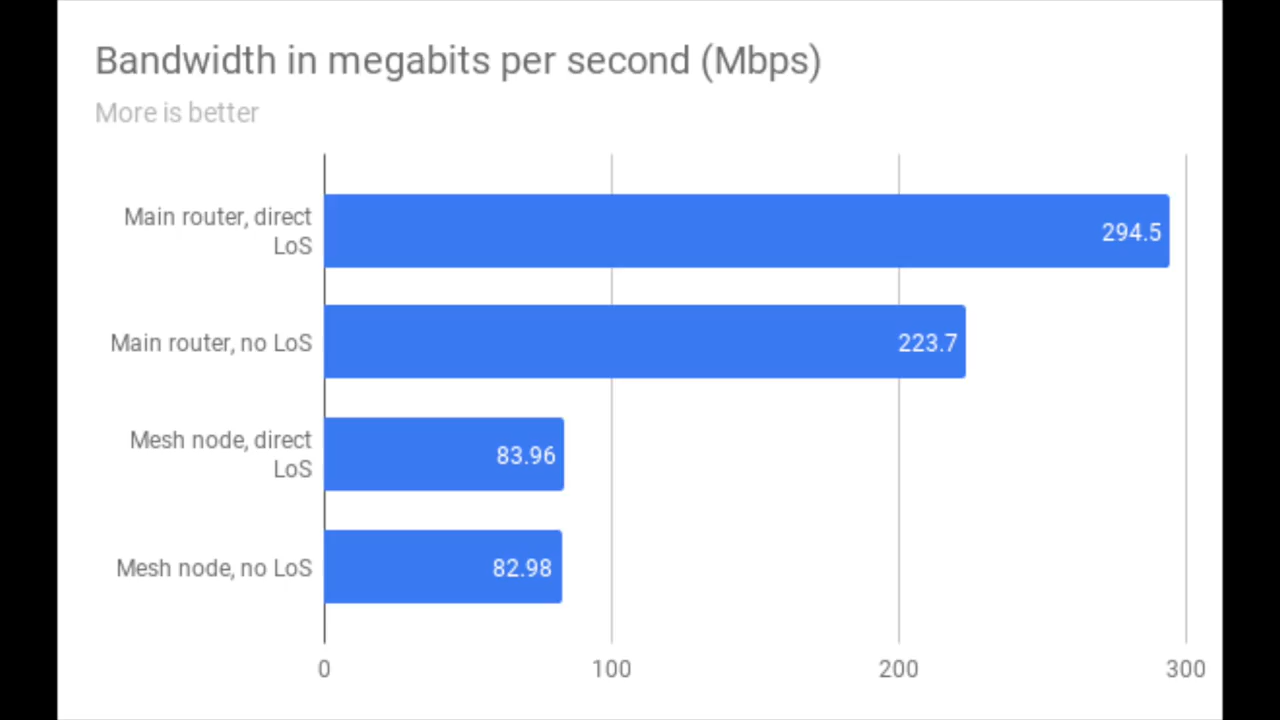 Bandwidth in megabits per second (Mbps)
More is better
Main router, direct
LoS
294.5
Main router, no LoS
223.7
Mesh node, direct
LoS
83.96
Mesh node, no LoS
82.98
0
100
200
300